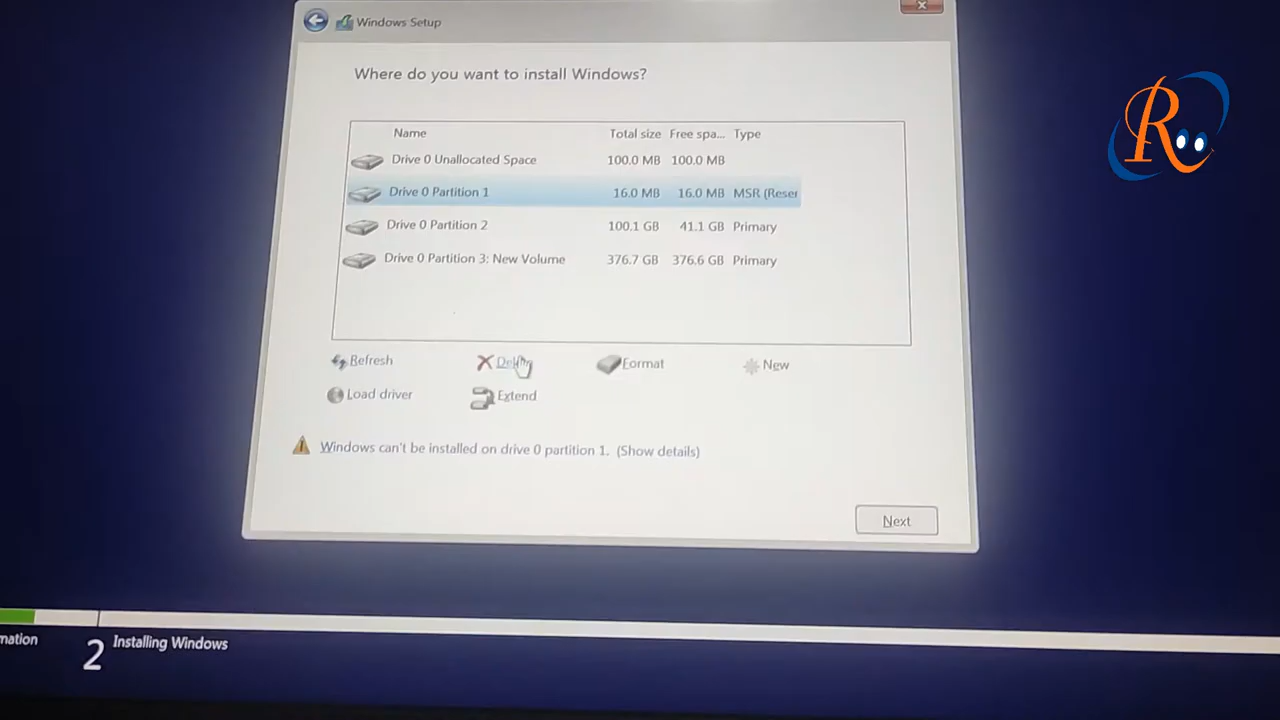 Windows Setup
Where do you want to install Windows?
Name Total size Free spa... Type
Drive 0 Unallocated Space 100.0 MB 100.0 MB
Drive 0 Partition 1 16.0 MB 16.0 MB MSR (Reser
Drive 0 Partition 2 100.1 GB 41.1 GB Primary
Drive 0 Partition 3: New Volume 376.7 GB 376.6 GB Primary
Refresh Delete Format New
Load driver Extend
Windows can't be installed on drive 0 partition 1. (Show details)
Next
mation 2 Installing Windows
R